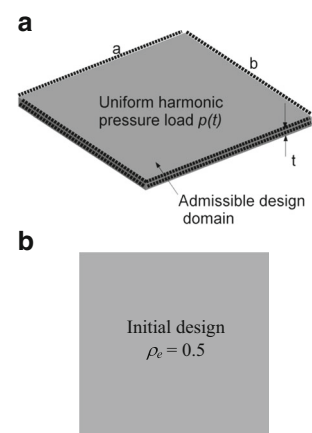 a
a
b
Uniform harmonic
pressure load p(t)
t
Admissible design
domain
b
Initial design
ρe = 0.5